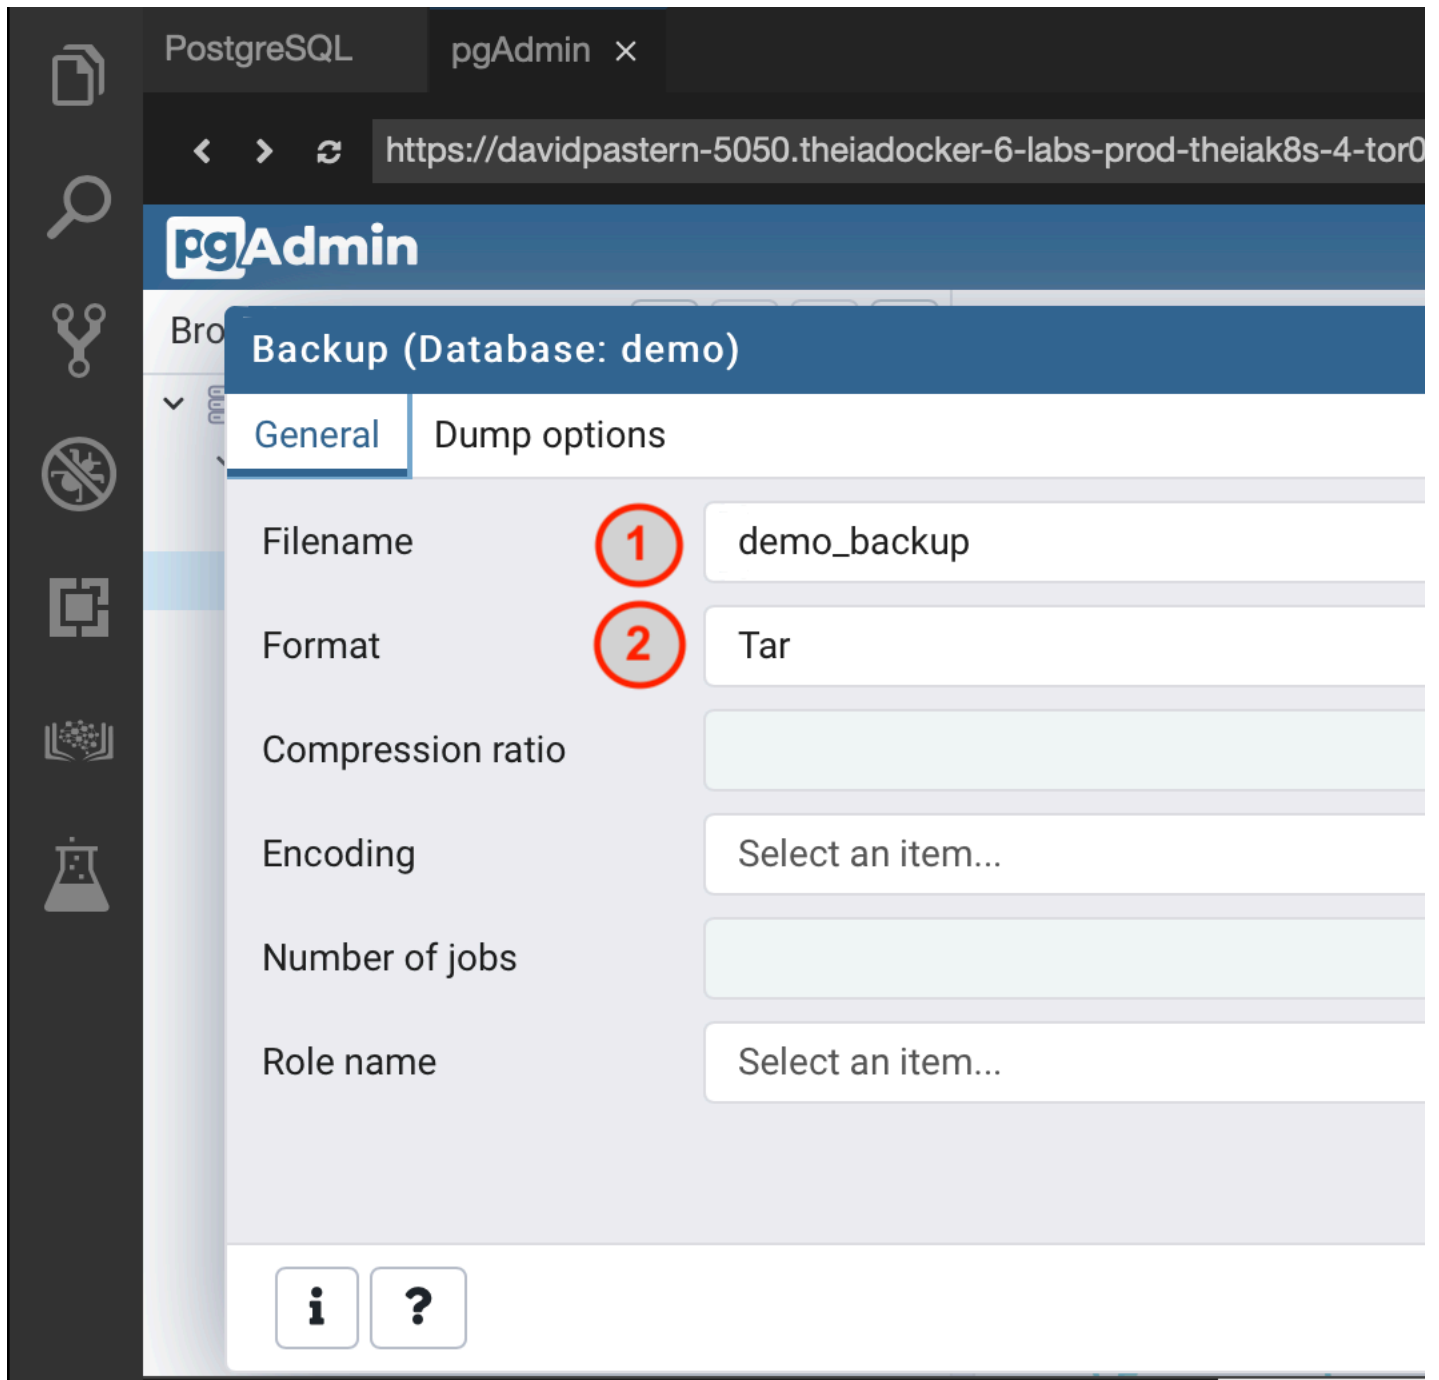 PostgreSQL pgAdmin ×
https://davidpastern-5050.theiadocker-6-labs-prod-theiak8s-4-tor0
pgAdmin
Bro
Backup (Database: demo)
General Dump options
Filename 1 demo_backup
Format 2 Tar
Compression ratio
Encoding Select an item...
Number of jobs
Role name Select an item...
i ?